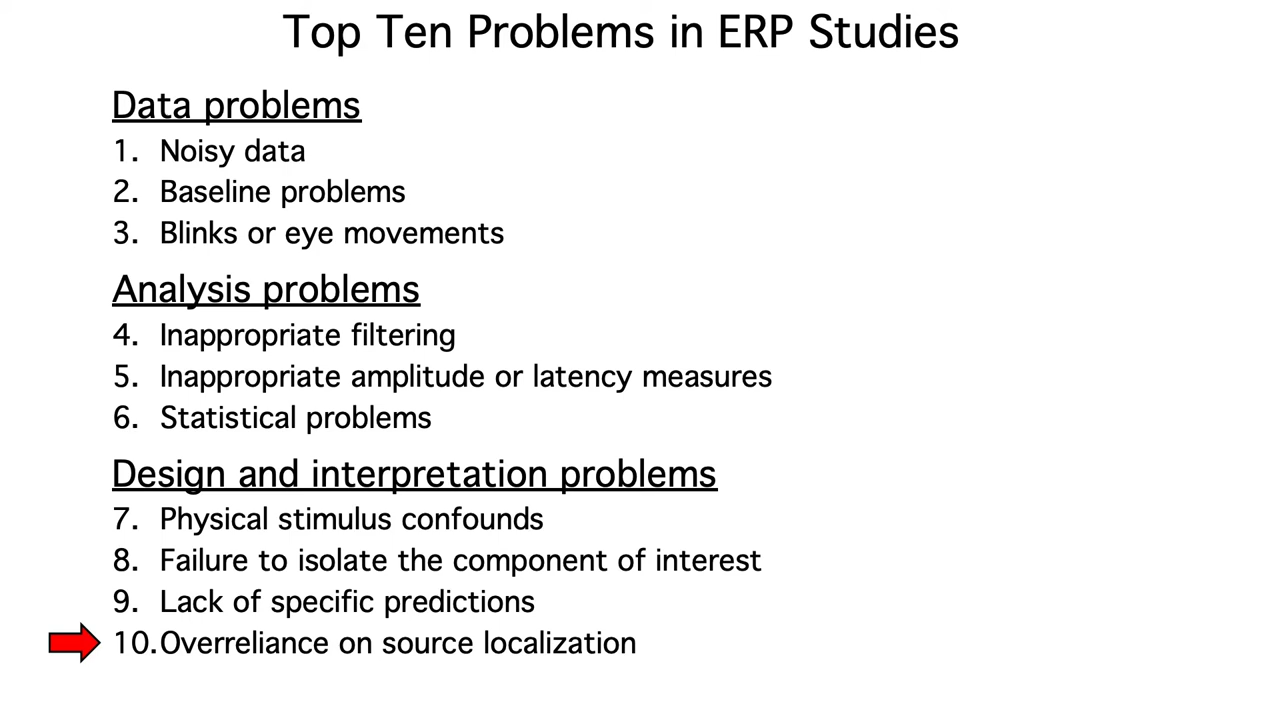 Top Ten Problems in ERP Studies
Data problems
1. Noisy data
2. Baseline problems
3. Blinks or eye movements
Analysis problems
4. Inappropriate filtering
5. Inappropriate amplitude or latency measures
6. Statistical problems
Design and interpretation problems
7. Physical stimulus confounds
8. Failure to isolate the component of interest
9. Lack of specific predictions
10. Overreliance on source localization